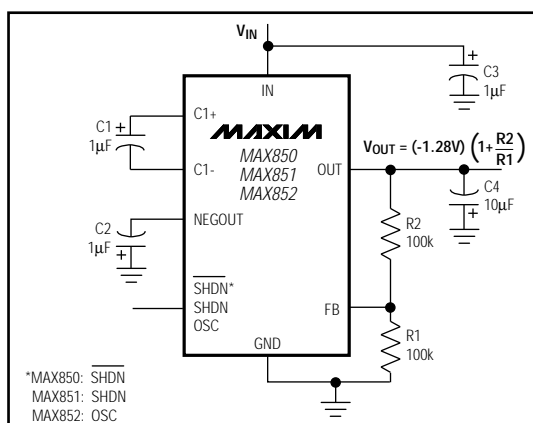 VIN
C3
1µF
IN
C1+
C1
1µF
MAXIM
MAX850
MAX851
MAX852
C1-
OUT
VOUT = (-1.28V) (1+R2/R1)
C4
10µF
NEGOUT
C2
1µF
R2
100k
SHDN*
SHDN
OSC
FB
GND
R1
100k
*MAX850: SHDN
MAX851: SHDN
MAX852: OSC